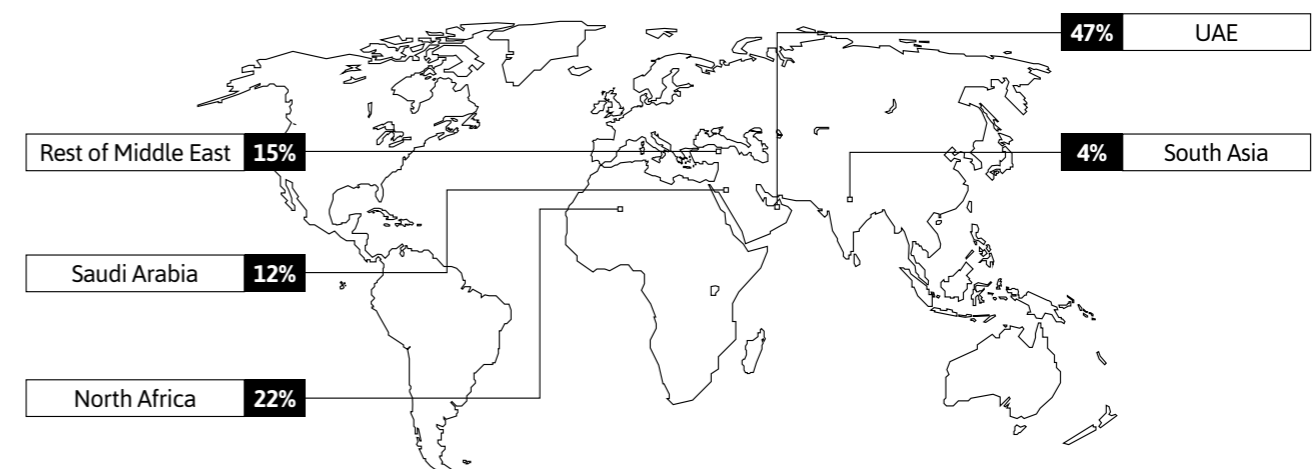 47% UAE
Rest of Middle East 15%
4% South Asia
Saudi Arabia 12%
North Africa 22%